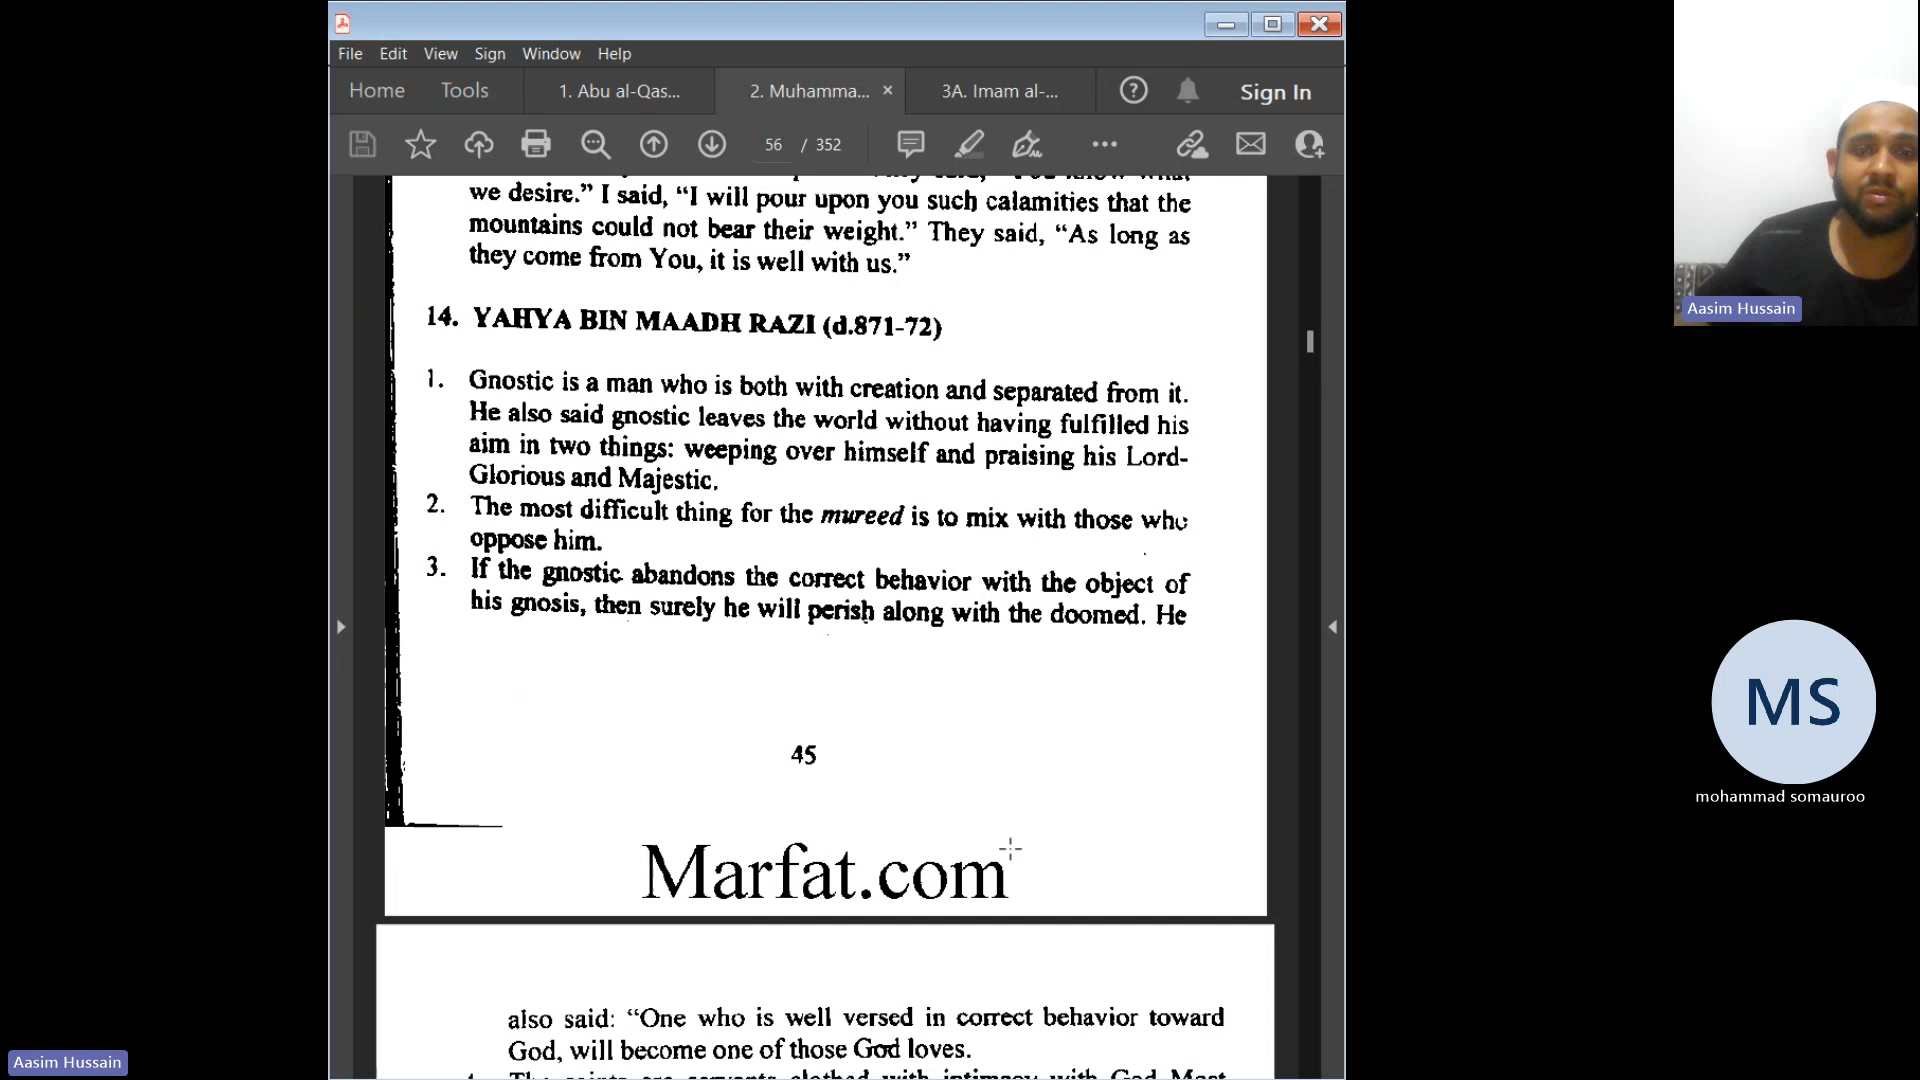 File Edit View Sign Window Help
Home Tools 1. Abu al-Qas... 2. Muhamma... × 3A. Imam al-... ? Sign In
56 / 352
we desire.” I said, “I will pour upon you such calamities that the
mountains could not bear their weight.” They said, “As long as
they come from You, it is well with us.”
14. YAHYA BIN MAADH RAZI (d.871-72)
1. Gnostic is a man who is both with creation and separated from it.
He also said gnostic leaves the world without having fulfilled his
aim in two things: weeping over himself and praising his Lord-
Glorious and Majestic.
2. The most difficult thing for the mureed is to mix with those who
oppose him.
3. If the gnostic abandons the correct behavior with the object of
his gnosis, then surely he will perish along with the doomed. He
45
Marfat.com
also said: “One who is well versed in correct behavior toward
God, will become one of those God loves.
Aasim Hussain
MS
mohammad somauroo
Aasim Hussain